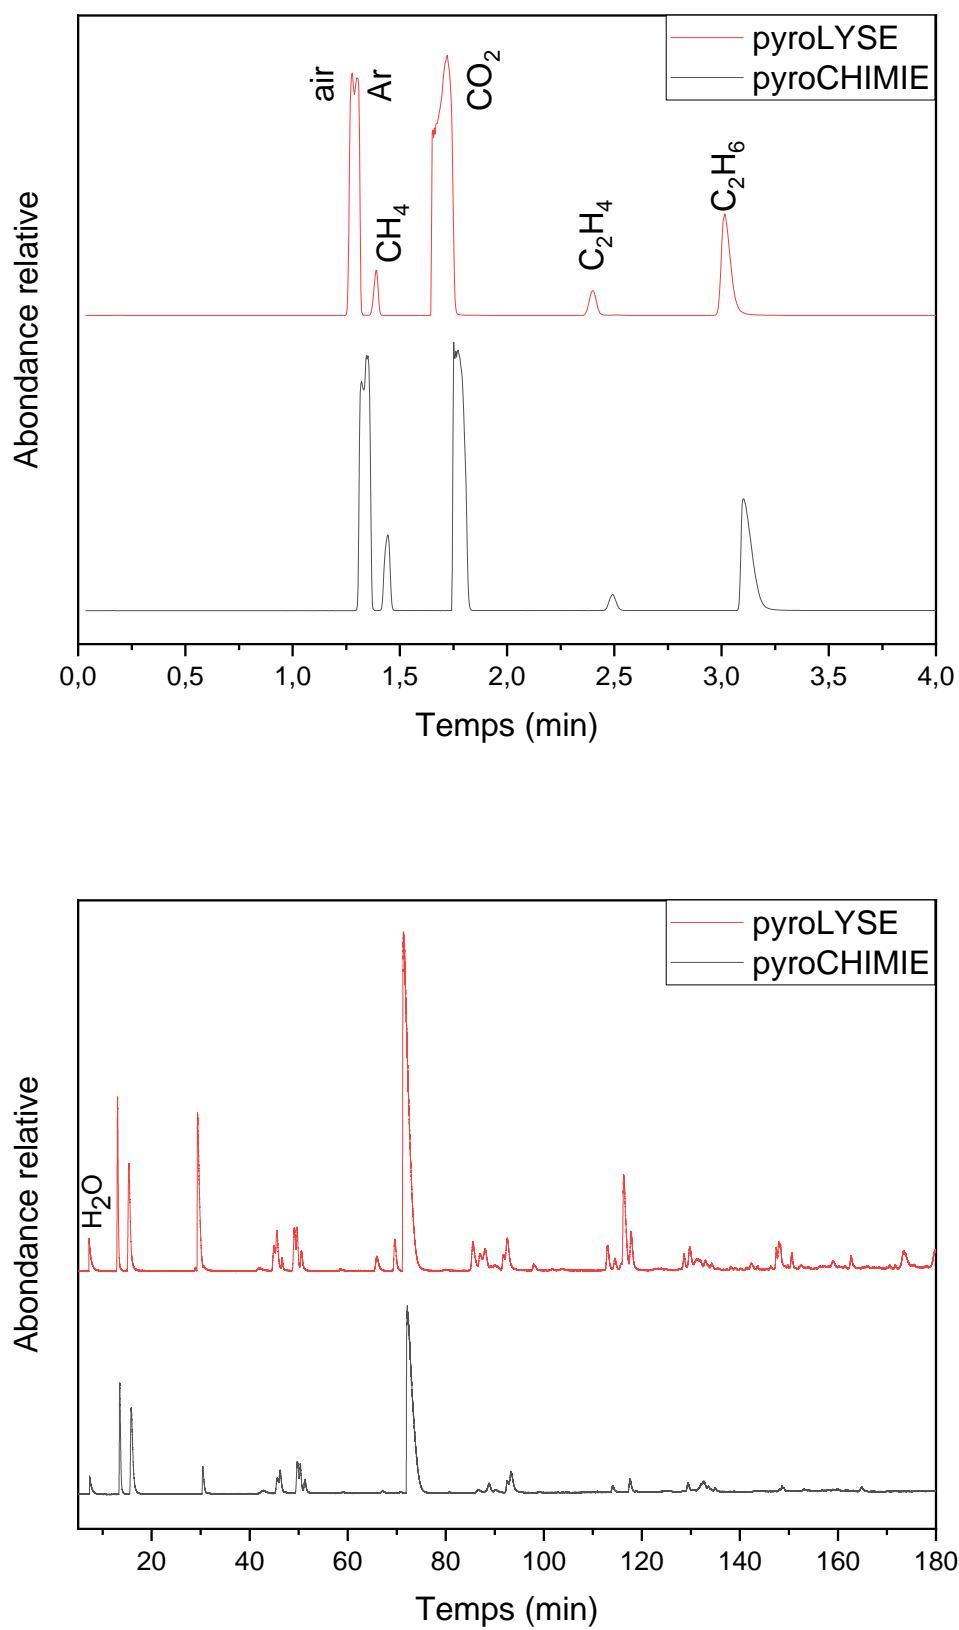 pyroLYSE
pyroCHIMIE
air
Ar
CH₄
CO₂
C₂H₄
C₂H₆
Abondance relative
0,0 0,5 1,0 1,5 2,0 2,5 3,0 3,5 4,0
Temps (min)
pyroLYSE
pyroCHIMIE
H₂O
Abondance relative
Abondance relative
20 40 60 80 100 120 140 160 180
Temps (min)